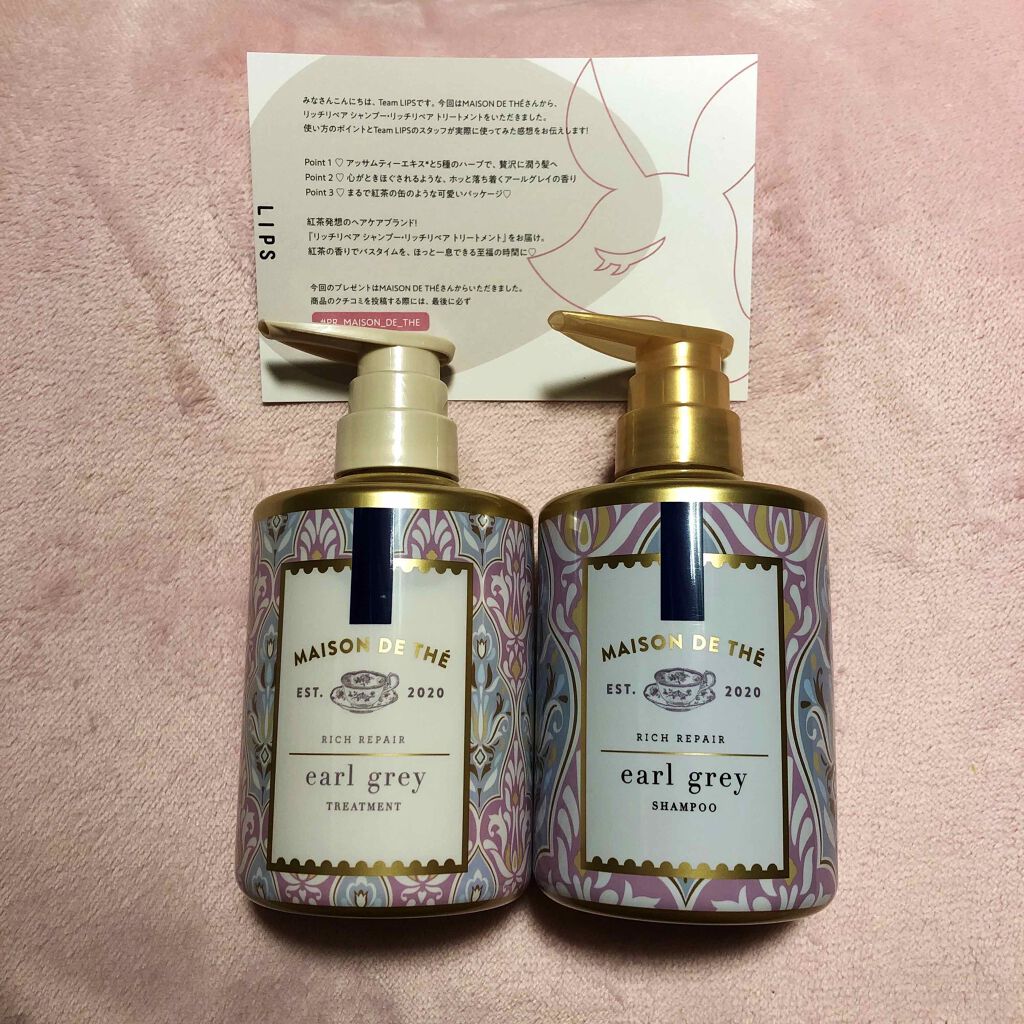 みなさんこんにちは、Team LIPSです。今回はMAISON DE THÉさんから、
リッチリペア シャンプー・リッチリペア トリートメントをいただきました。
使い方のポイントとTeam LIPSのスタッフが実際に使ってみた感想をお伝えします!
Point 1 ♡ アッサムティーエキス*と5種のハーブで、贅沢に潤う髪へ
Point 2 ♡ 心がときほぐされるような、ホッと落ち着くアールグレイの香り
Point 3 ♡ まるで紅茶の缶のような可愛いパッケージ♡
LIPS
紅茶発想のヘアケアブランド!
『リッチリペア シャンプー・リッチリペア トリートメント』をお届け。
紅茶の香りでバスタイムを、ほっと一息できる至福の時間に♡
今回のプレゼントはMAISON DE THÉさんからいただきました。
商品のクチコミを投稿する際には、最後に必ず
#PR_MAISON_DE_THE
MAISON DE THÉ
EST. 2020
RICH REPAIR
earl grey
TREATMENT
MAISON DE THÉ
EST. 2020
RICH REPAIR
earl grey
SHAMPOO